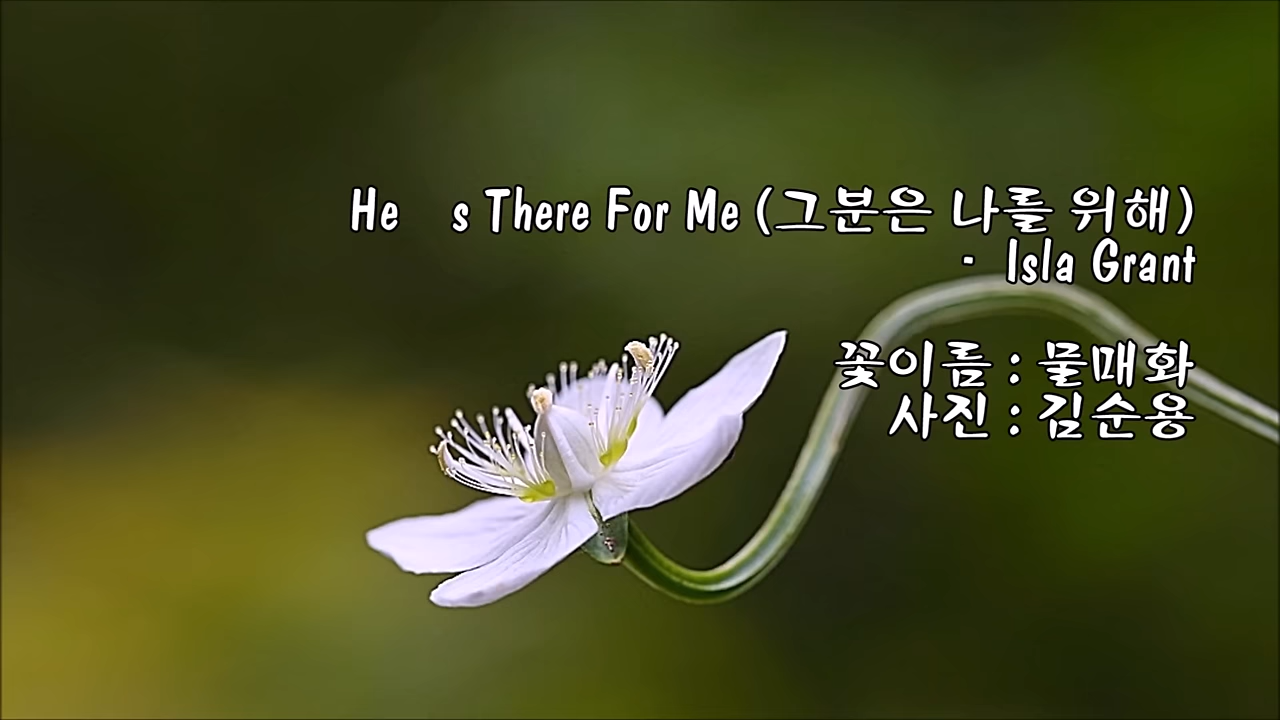 He s There For Me (그분은 나를 위해)
- Isla Grant
꽃이름 : 물매화
사진 : 김순용